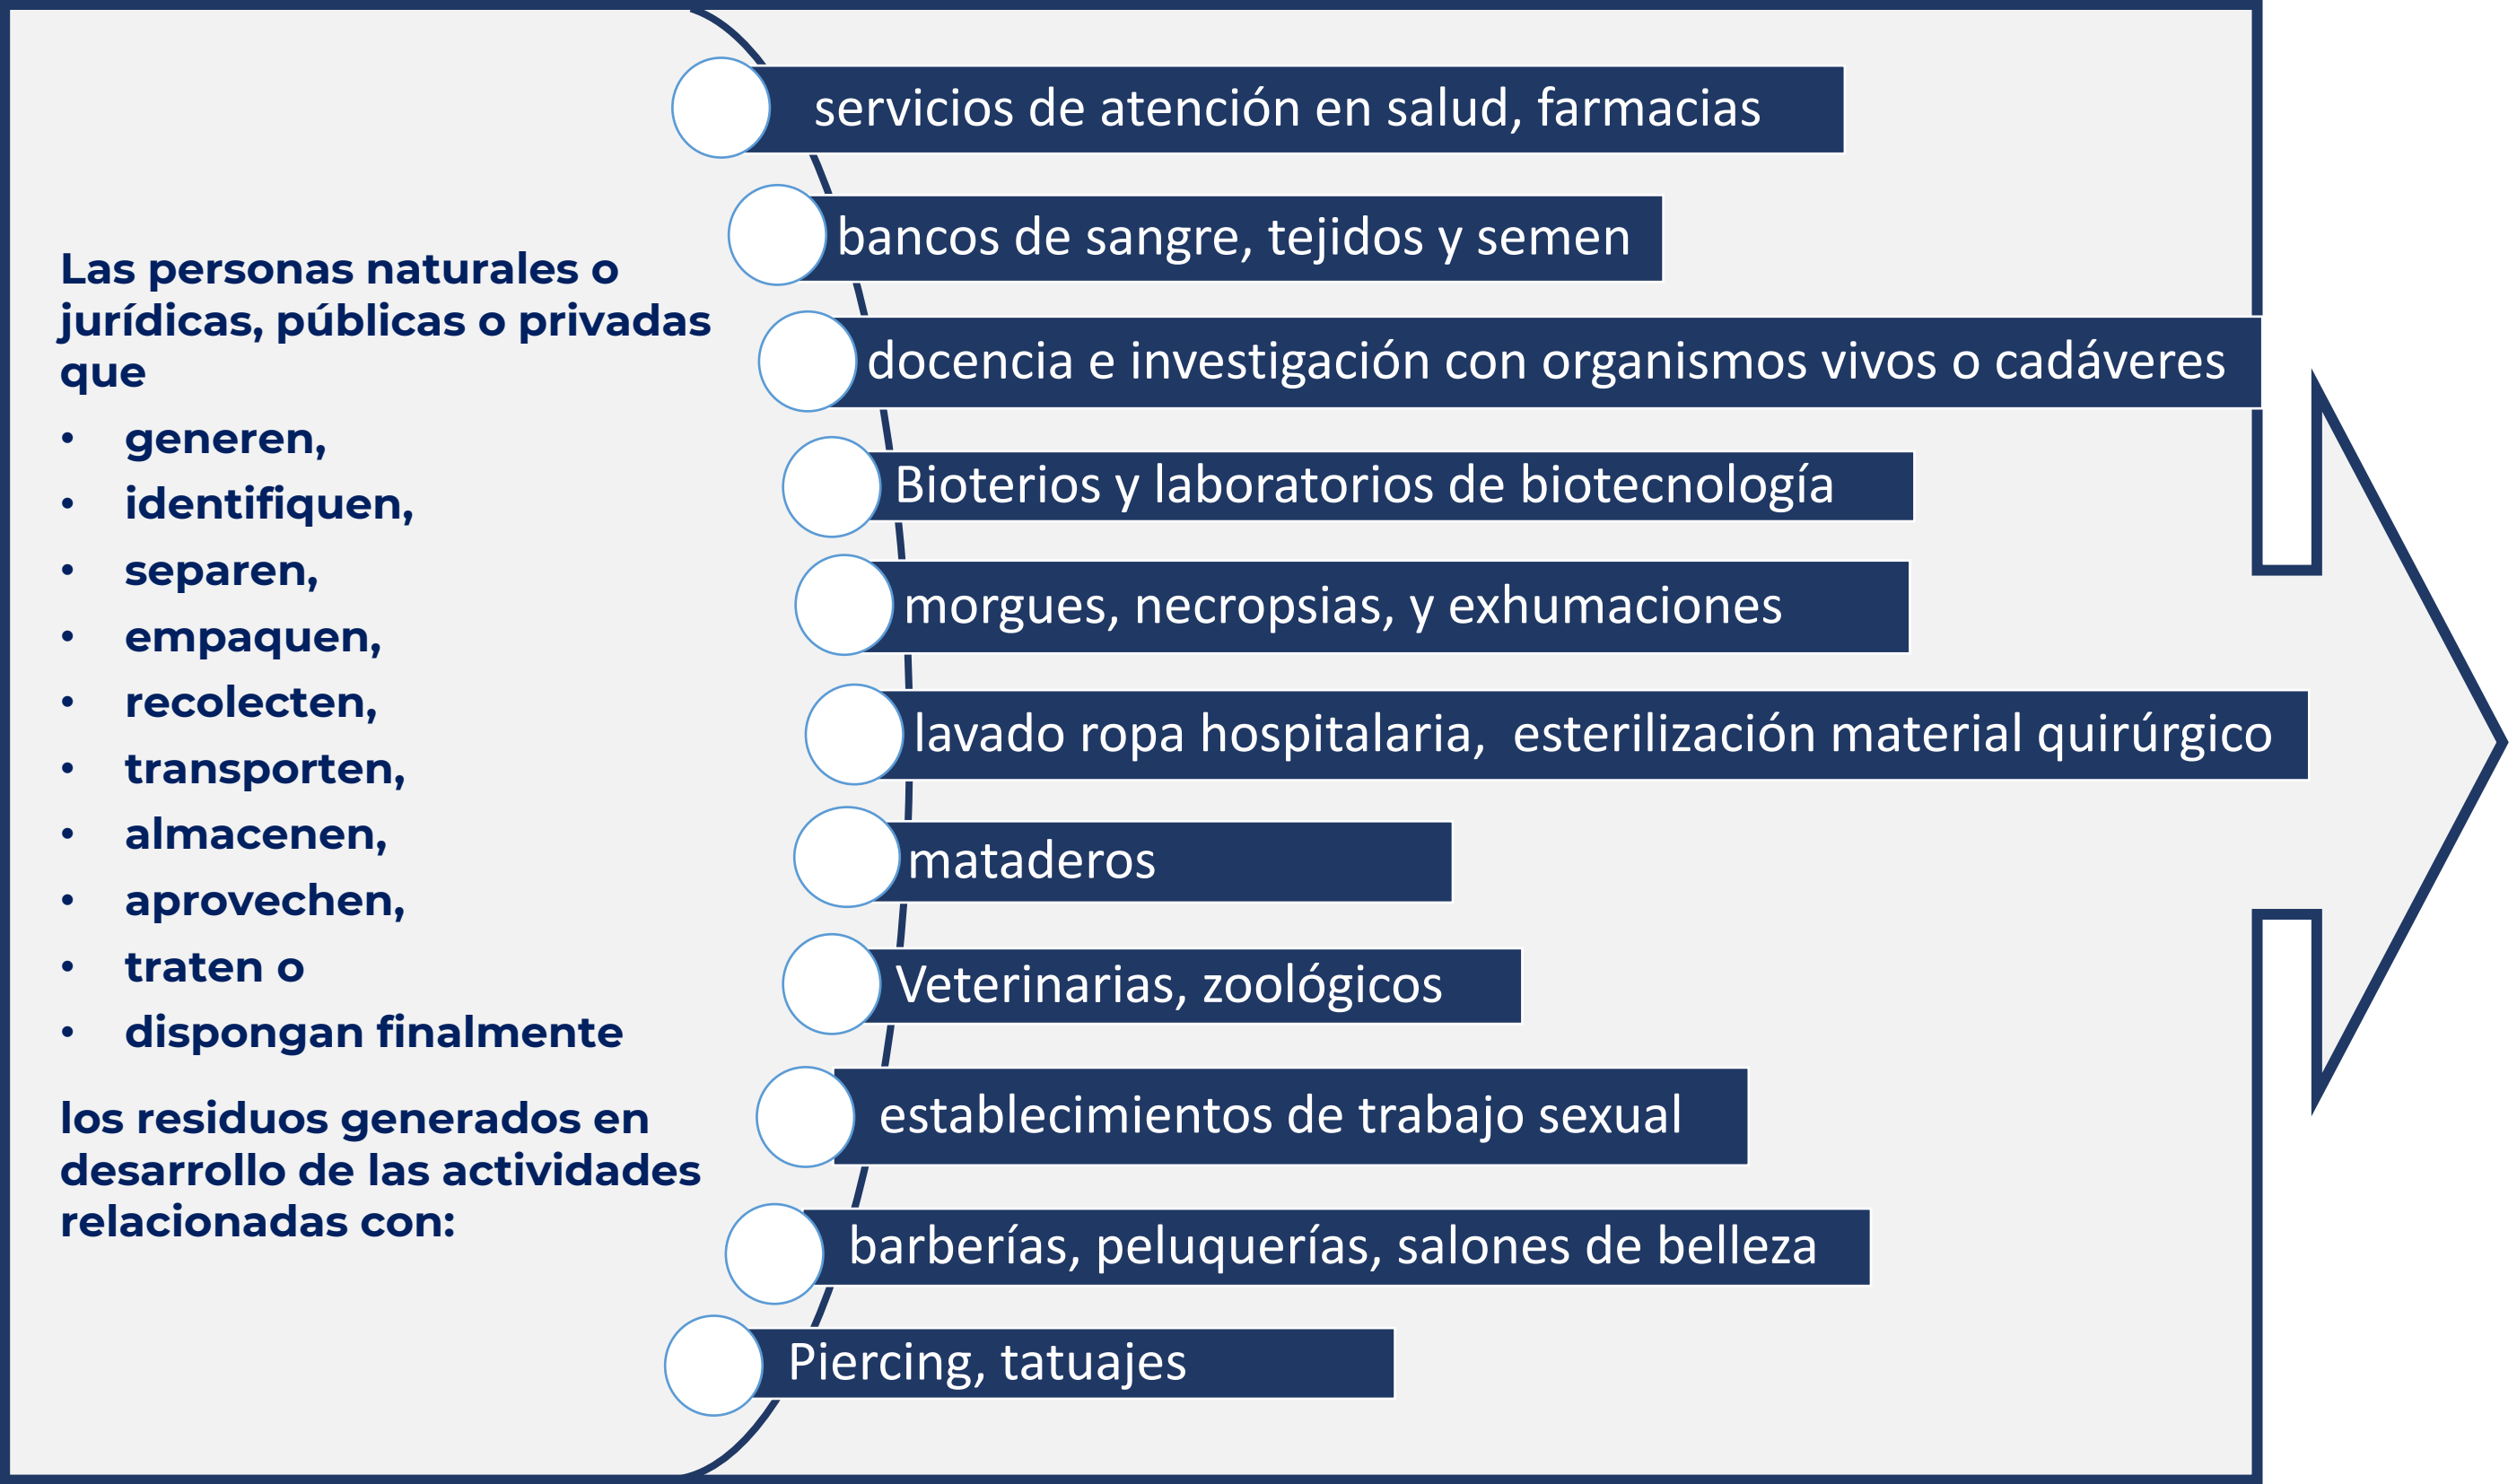 Las personas naturales o
jurídicas, públicas o privadas
que
• generen,
• identifiquen,
• separen,
• empaquen,
• recolecten,
• transporten,
• almacenen,
• aprovechen,
• traten o
• dispongan finalmente
los residuos generados en
desarrollo de las actividades
relacionadas con:
servicios de atención en salud, farmacias
bancos de sangre, tejidos y semen
docencia e investigación con organismos vivos o cadáveres
Bioterios y laboratorios de biotecnología
morgues, necropsias, y exhumaciones
lavado ropa hospitalaria,  esterilización material quirúrgico
mataderos
Veterinarias, zoológicos
establecimientos de trabajo sexual
barberías, peluquerías, salones de belleza
Piercing, tatuajes